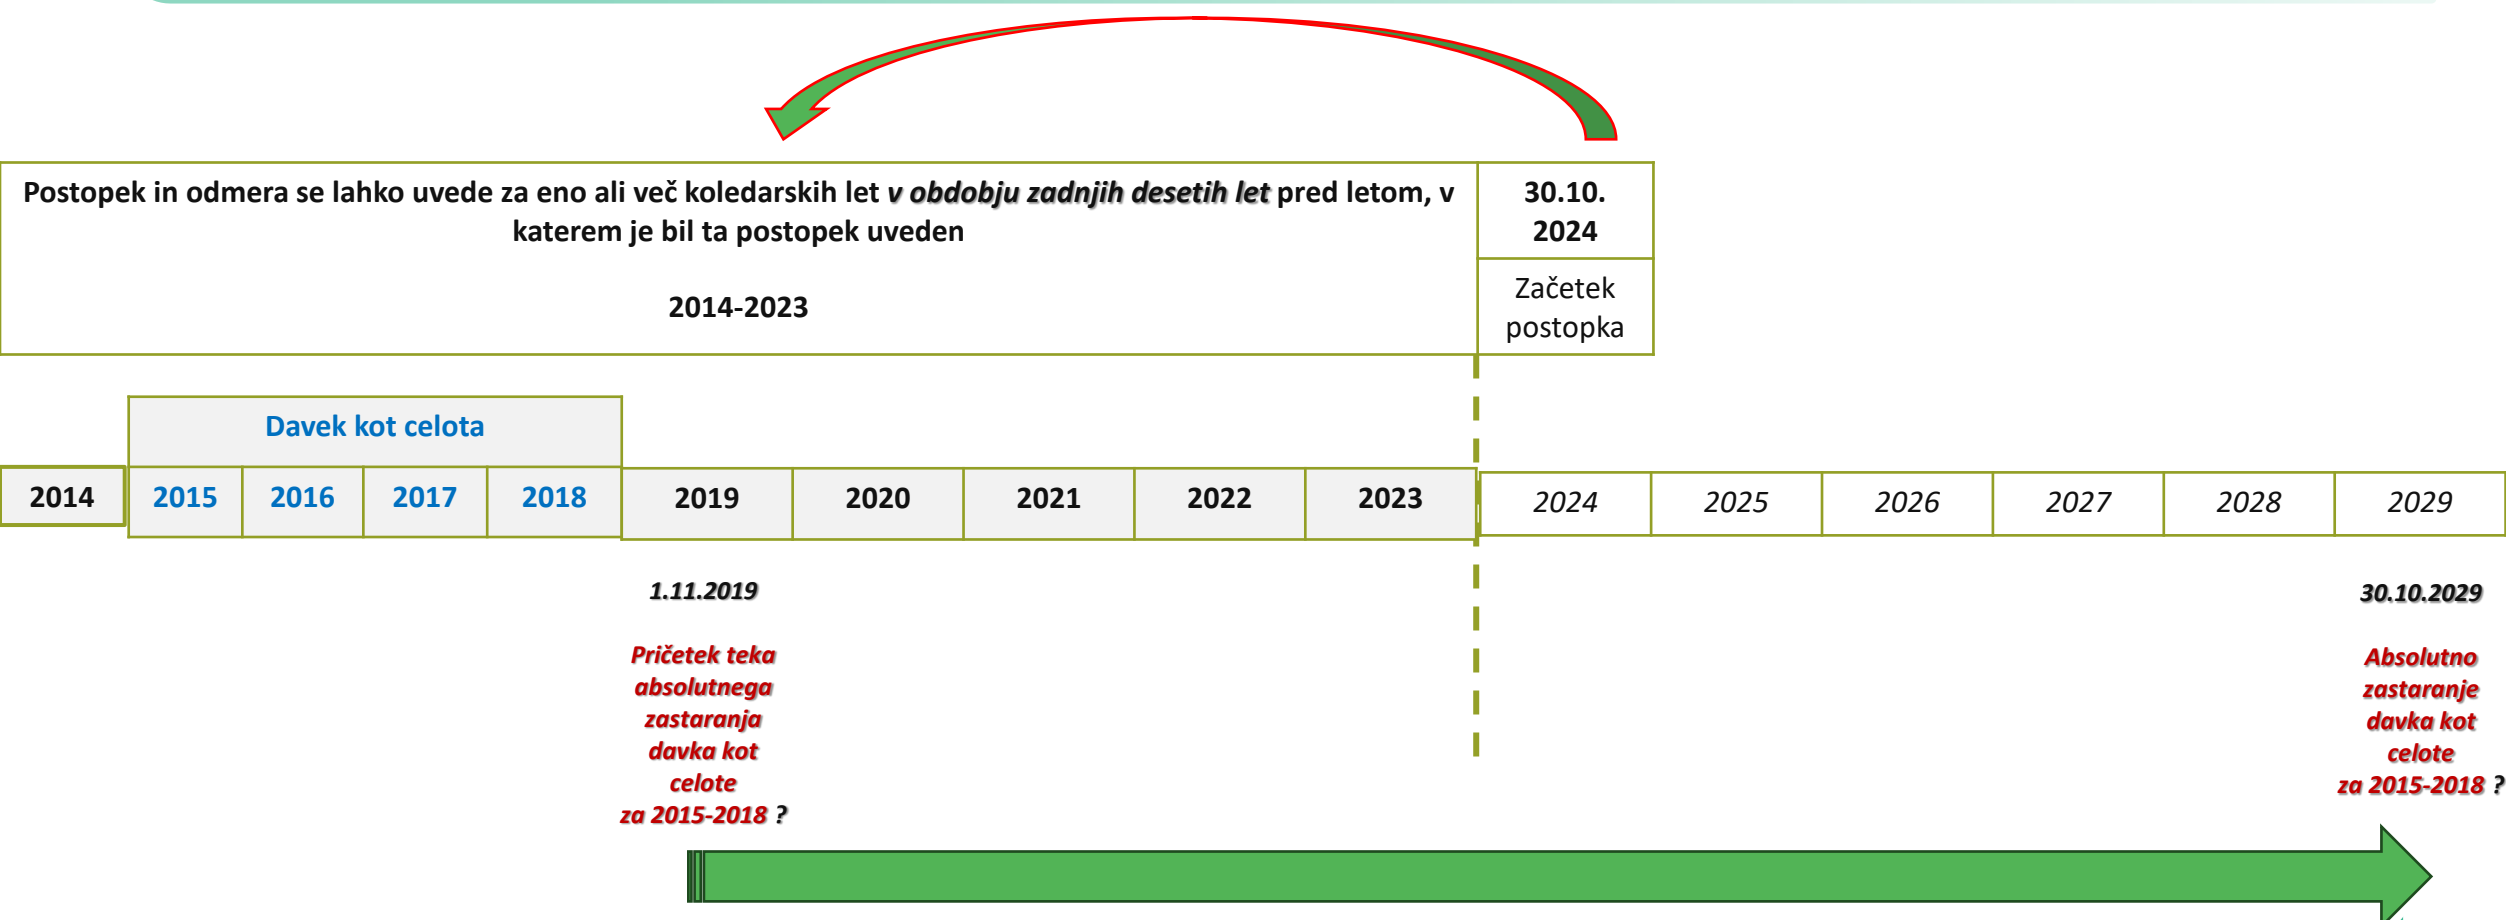 Postopek in odmera se lahko uvede za eno ali več koledarskih let v obdobju zadnjih desetih let pred letom, v
katerem je bil ta postopek uveden
2014-2023
30.10.
2024
Začetek
postopka
Davek kot celota
2014 2015 2016 2017 2018 2019 2020 2021 2022 2023 2024 2025 2026 2027 2028 2029
1.11.2019
Pričetek teka
absolutnega
zastaranja
davka kot
celote
za 2015-2018 ?
30.10.2029
Absolutno
zastaranje
davka kot
celote
za 2015-2018 ?